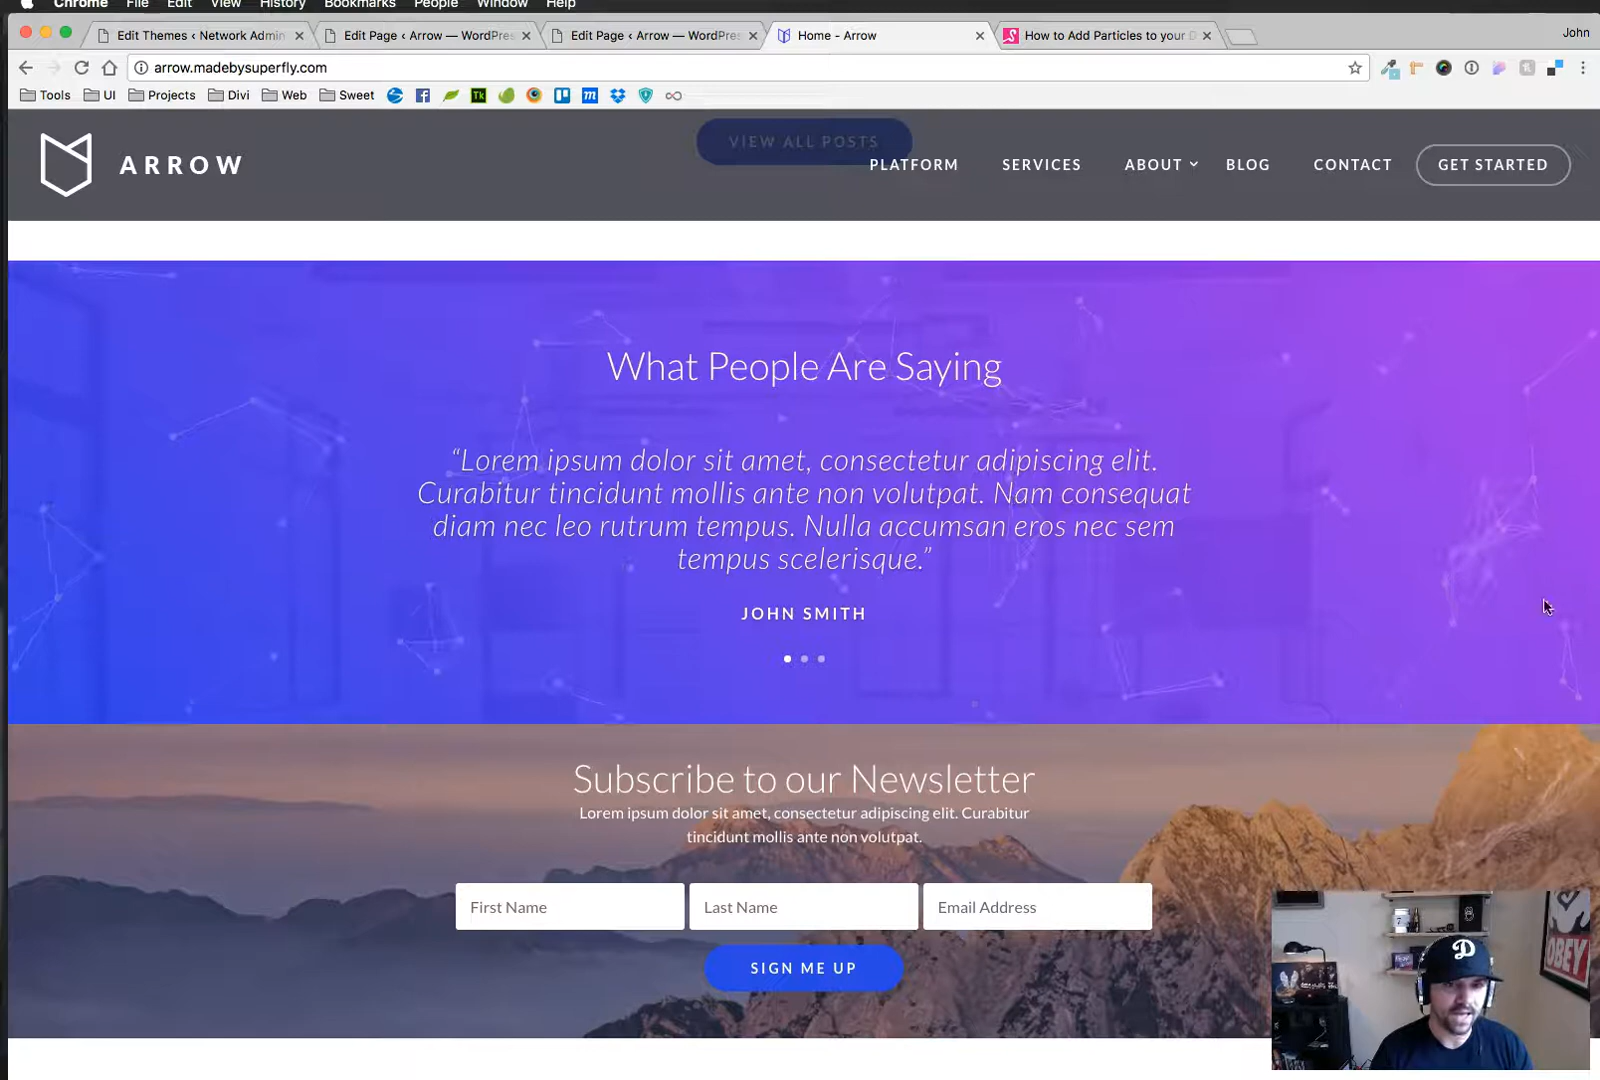 Chrome File Edit View History Bookmarks People Window Help
Edit Themes ‹ Network Admin
Edit Page ‹ Arrow — WordPres
Edit Page ‹ Arrow — WordPres
Home - Arrow
How to Add Particles to your D
John
arrow.madebysuperfly.com
Tools UI Projects Divi Web Sweet
VIEW ALL POSTS
ARROW
PLATFORM SERVICES ABOUT BLOG CONTACT GET STARTED
What People Are Saying
“Lorem ipsum dolor sit amet, consectetur adipiscing elit.
Curabitur tincidunt mollis ante non volutpat. Nam consequat
diam nec leo rutrum tempus. Nulla accumsan eros nec sem
tempus scelerisque.”
JOHN SMITH
Subscribe to our Newsletter
Lorem ipsum dolor sit amet, consectetur adipiscing elit. Curabitur
tincidunt mollis ante non volutpat.
First Name Last Name Email Address
SIGN ME UP
D
OBEY